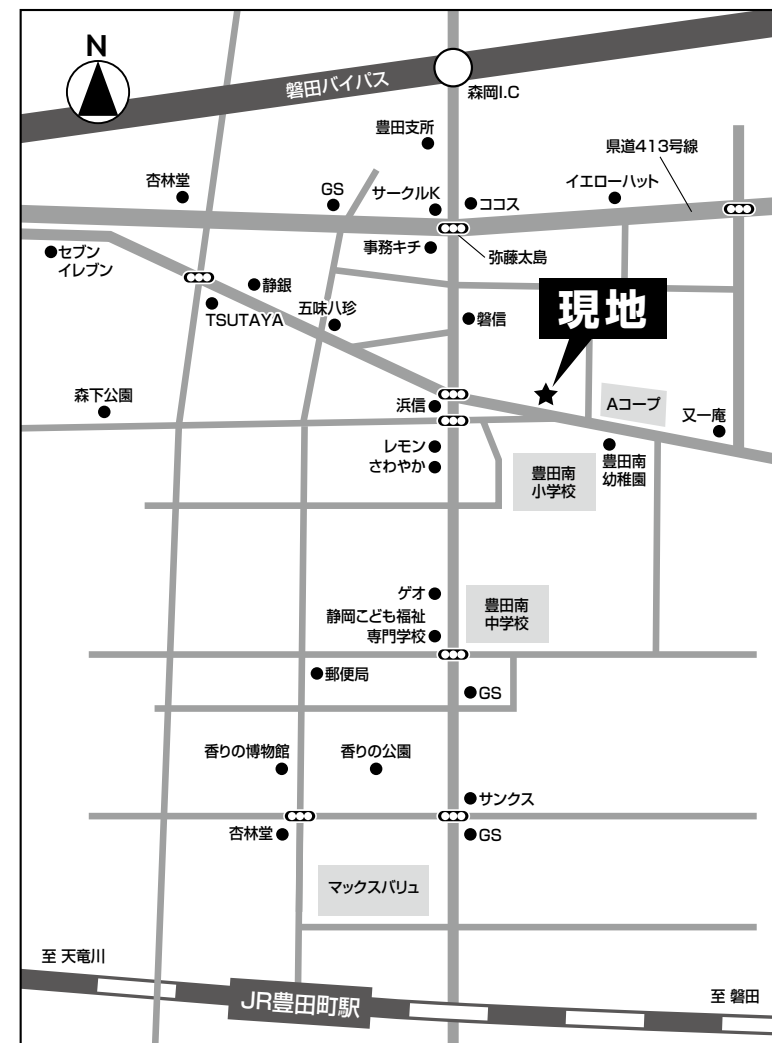 N
磐田バイパス
森岡I.C
豊田支所
県道413号線
杏林堂
GS
サークルK
ココス
イエローハット
事務キチ
弥藤太島
セブン
イレブン
静銀
TSUTAYA
五味八珍
磐信
現地
森下公園
浜信
Aコープ
又一庵
レモン
さわやか
豊田南
小学校
豊田南
幼稚園
ゲオ
静岡こども福祉
専門学校
豊田南
中学校
郵便局
GS
香りの博物館
香りの公園
サンクス
杏林堂
GS
マックスバリュ
至 天竜川
JR豊田町駅
至 磐田